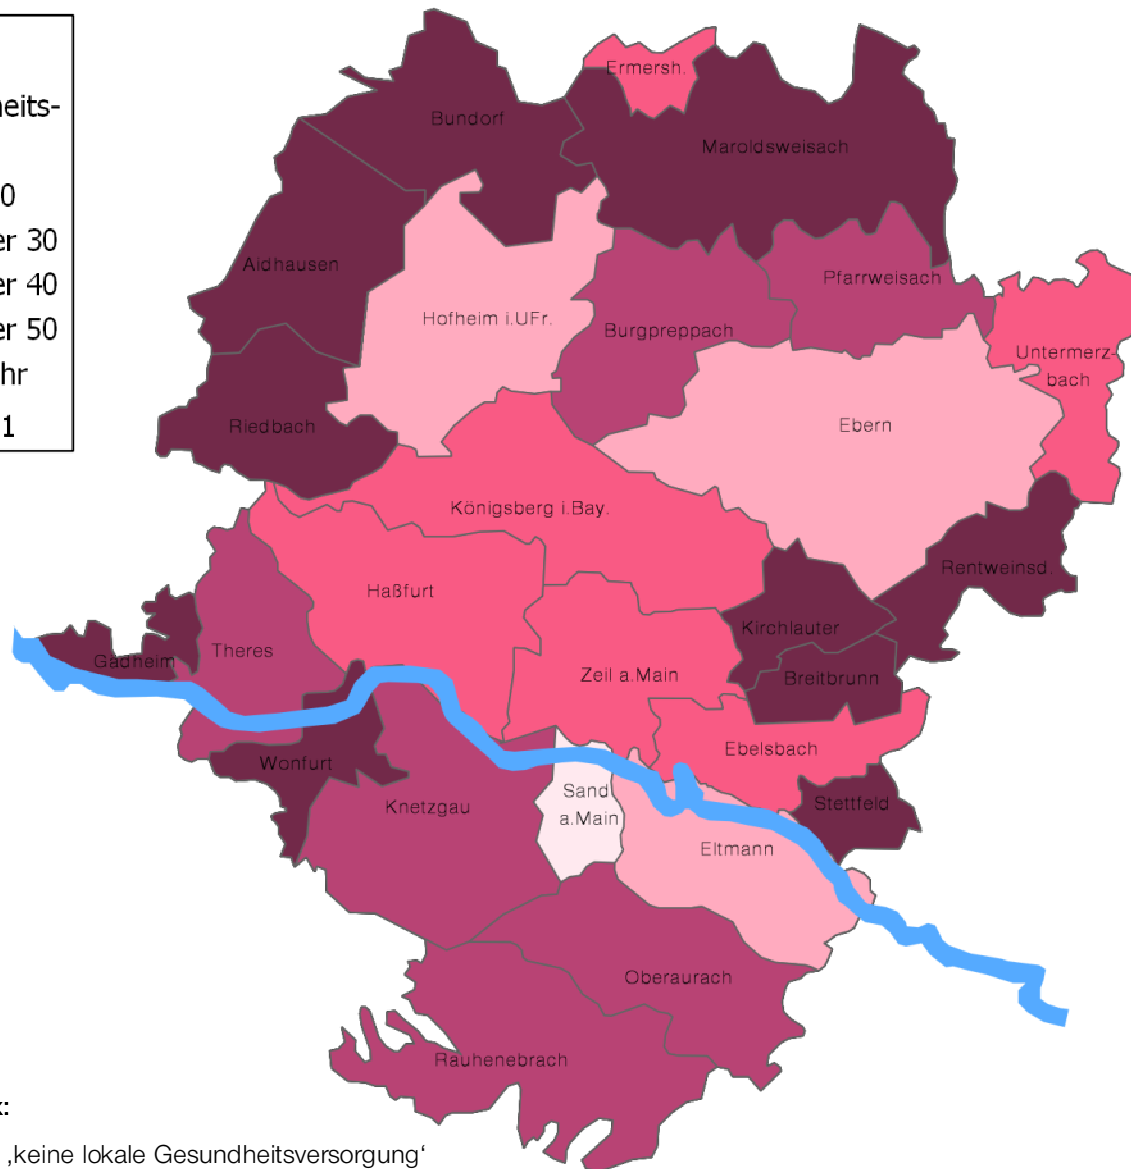 heits-
0
er 30
er 40
er 50
hr
1
Ermersh.
Bundorf
Maroldsweisach
Aidhausen
Pfarrweisach
Hofheim i.UFr.
Burgpreppach
Untermerz-
bach
Riedbach
Ebern
Königsberg i.Bay.
Rentweinsd.
Haßfurt
Kirchlauter
Theres
Gädheim
Zeil a.Main
Breitbrunn
Ebelsbach
Wonfurt
Sand
a.Main
Stettfeld
Knetzgau
Eltmann
Oberaurach
Rauhenebrach
x:
‚keine lokale Gesundheitsversorgung‘